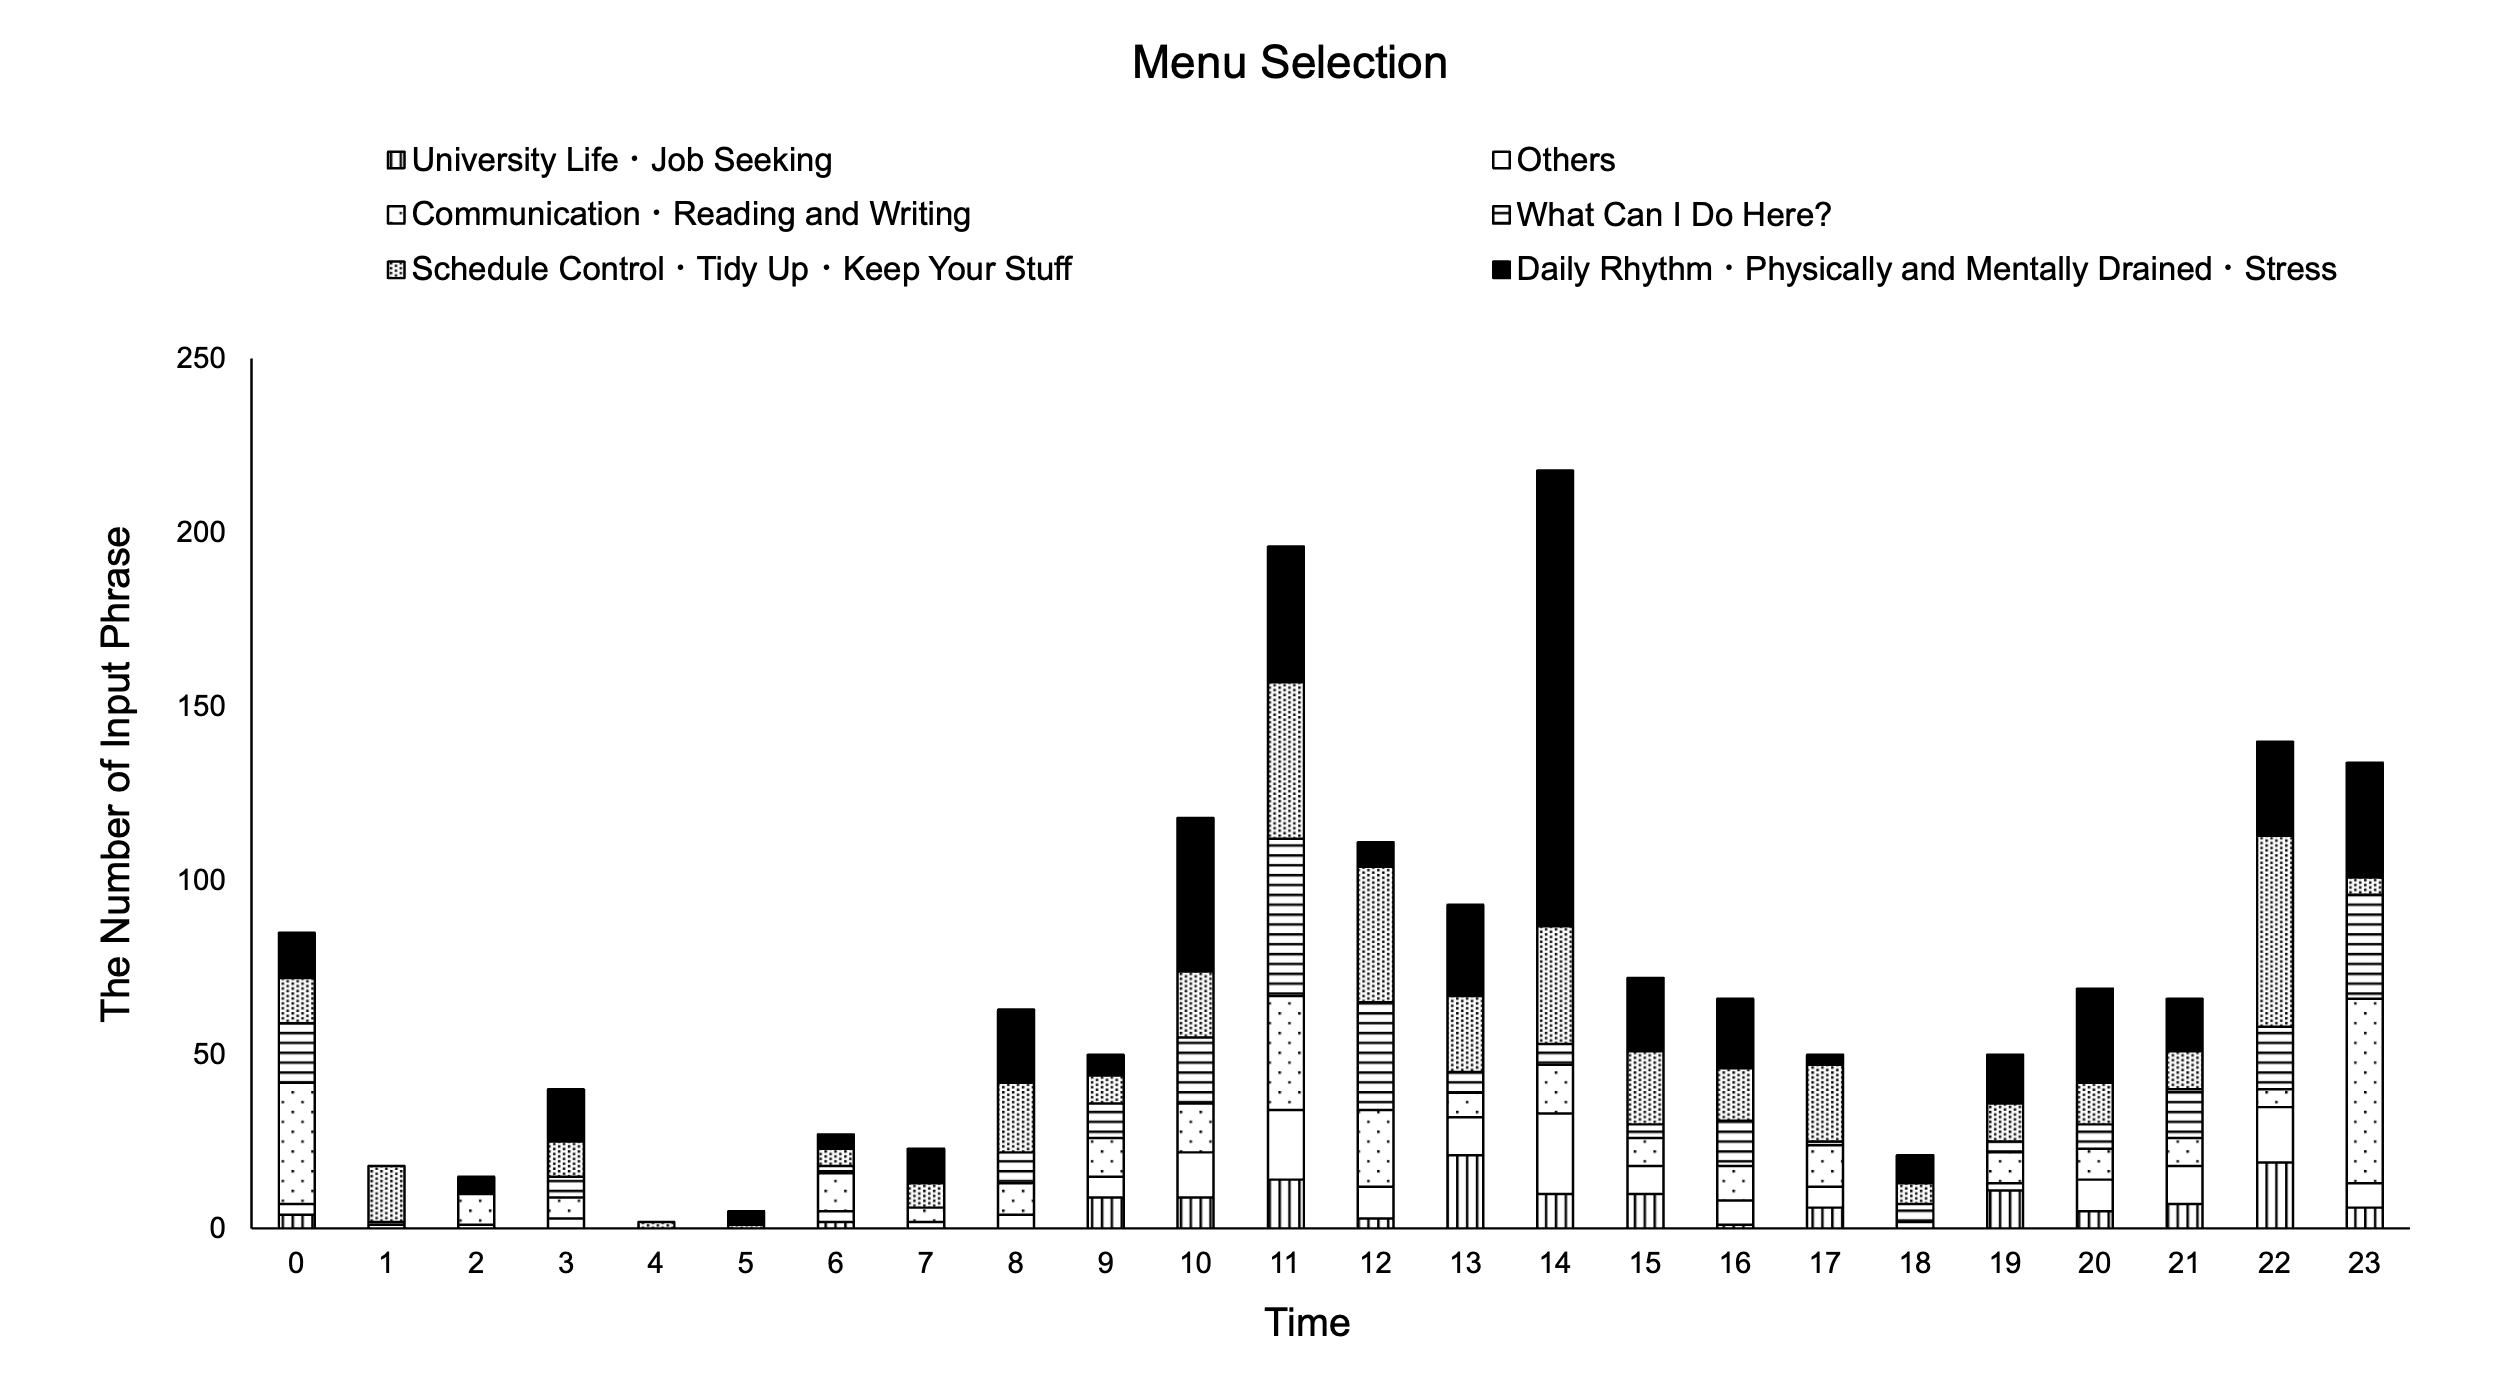 Menu Selection
University Life・Job Seeking
Others
Communication・Reading and Writing
What Can I Do Here?
Schedule Control・Tidy Up・Keep Your Stuff
Daily Rhythm・Physically and Mentally Drained・Stress
The Number of Input Phrase
250
200
150
100
50
0
0 1 2 3 4 5 6 7 8 9 10 11 12 13 14 15 16 17 18 19 20 21 22 23
Time